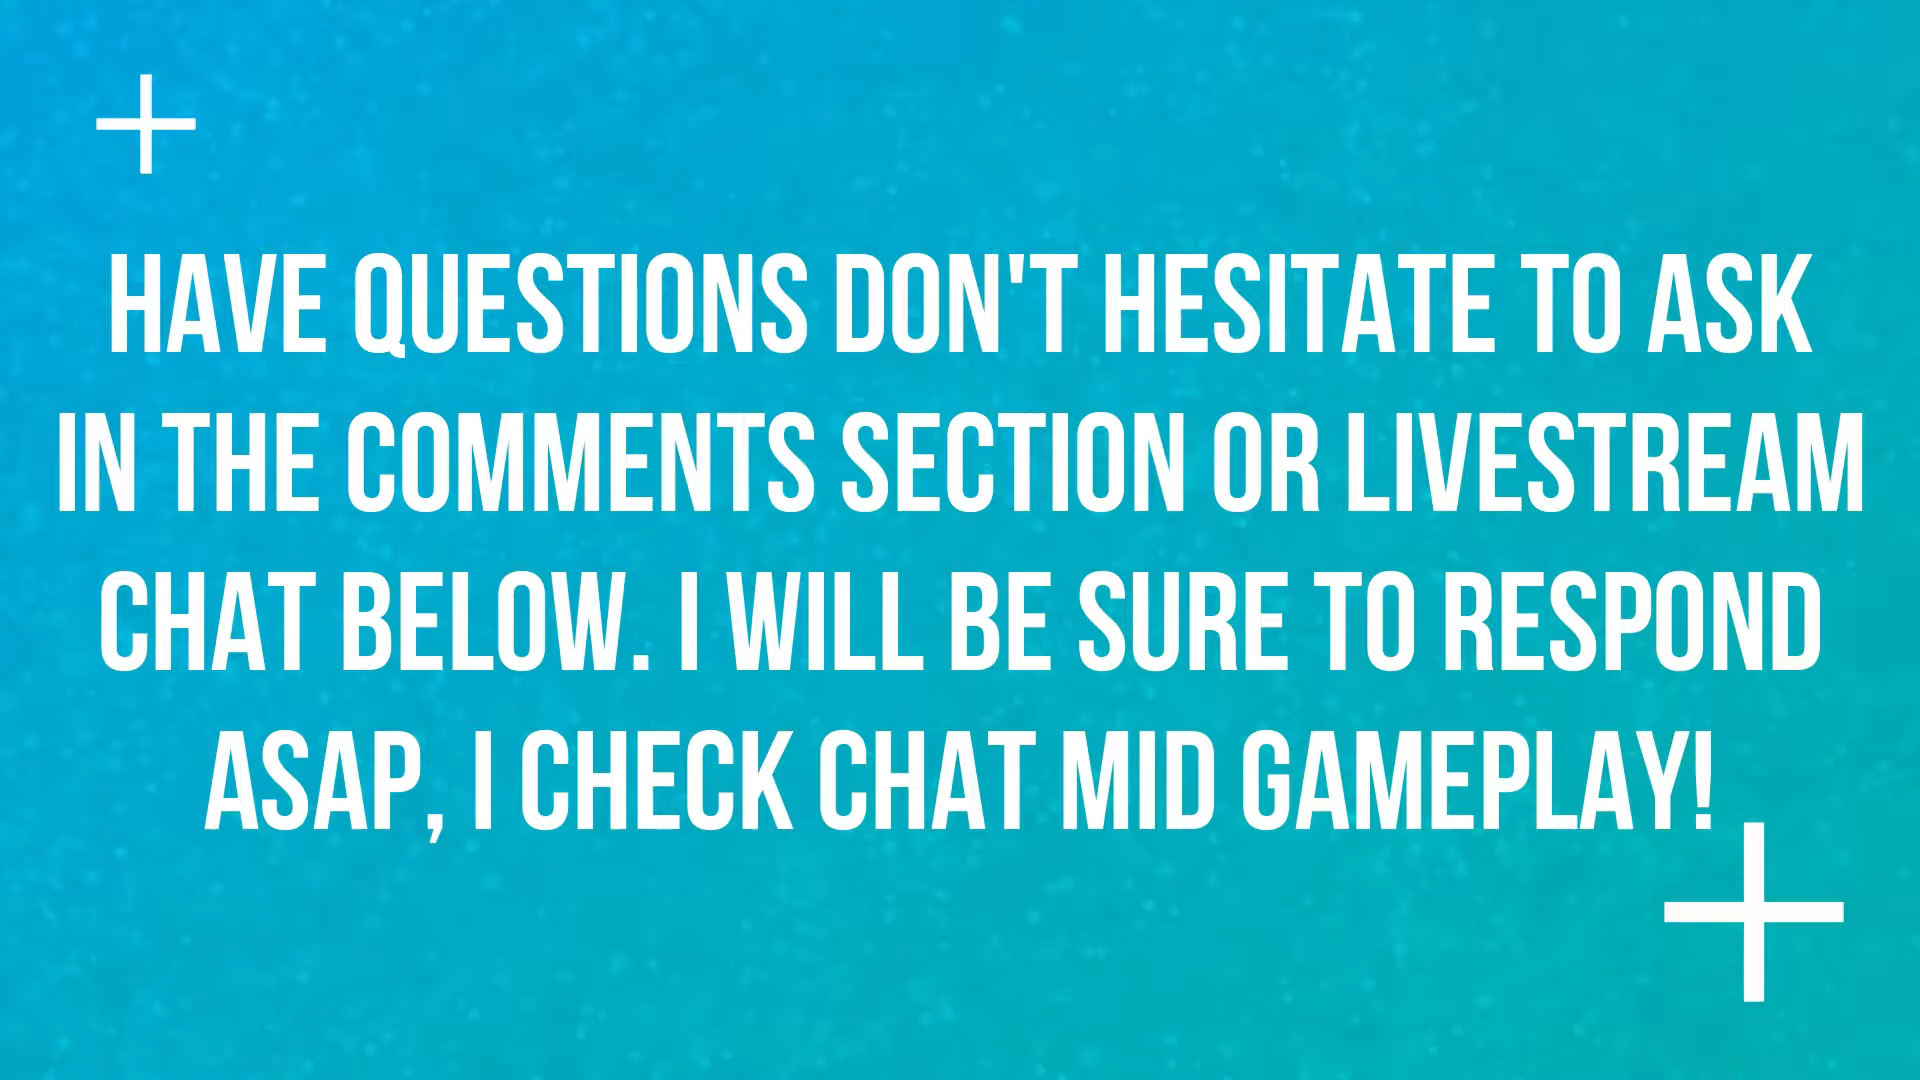 HAVE QUESTIONS DON'T HESITATE TO ASK
IN THE COMMENTS SECTION OR LIVESTREAM
CHAT BELOW. I WILL BE SURE TO RESPOND
ASAP, I CHECK CHAT MID GAMEPLAY!